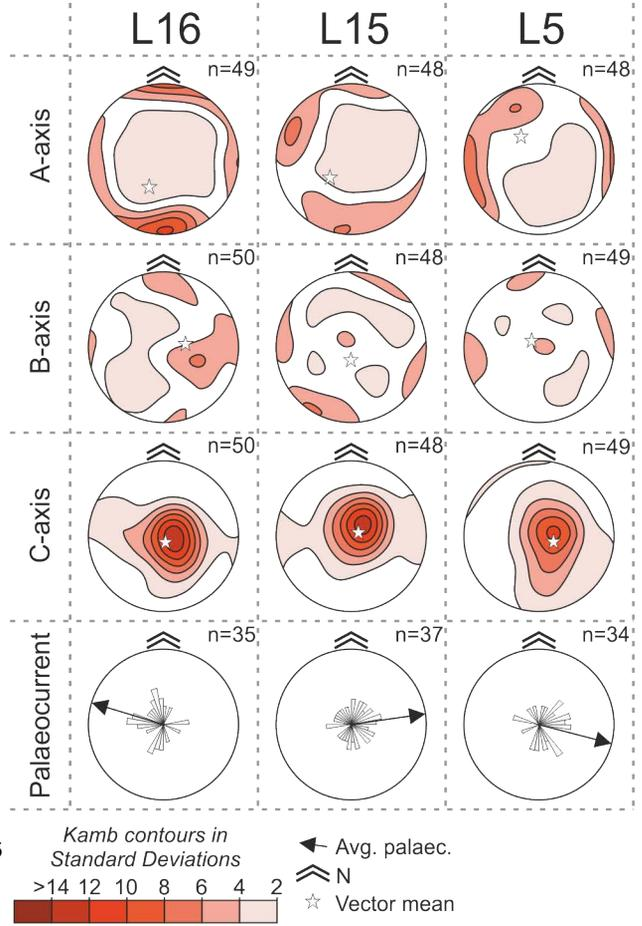 L16 L15 L5
A-axis
n=49 n=48 n=48
B-axis
n=50 n=48 n=49
C-axis
n=50 n=48 n=49
Palaeocurrent
n=35 n=37 n=34
Kamb contours in
Standard Deviations
>14 12 10 8 6 4 2
Avg. palaec.
N
Vector mean